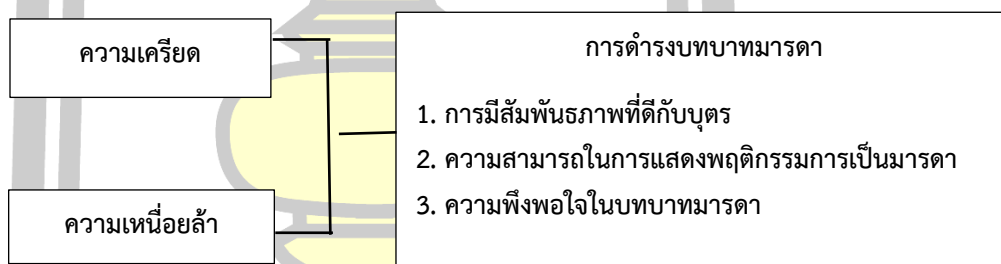 ความเครียด
ความเหนื่อยล้า
การดำรงบทบาทมารดา
1. การมีสัมพันธภาพที่ดีกับบุตร
2. ความสามารถในการแสดงพฤติกรรมการเป็นมารดา
3. ความพึงพอใจในบทบาทมารดา